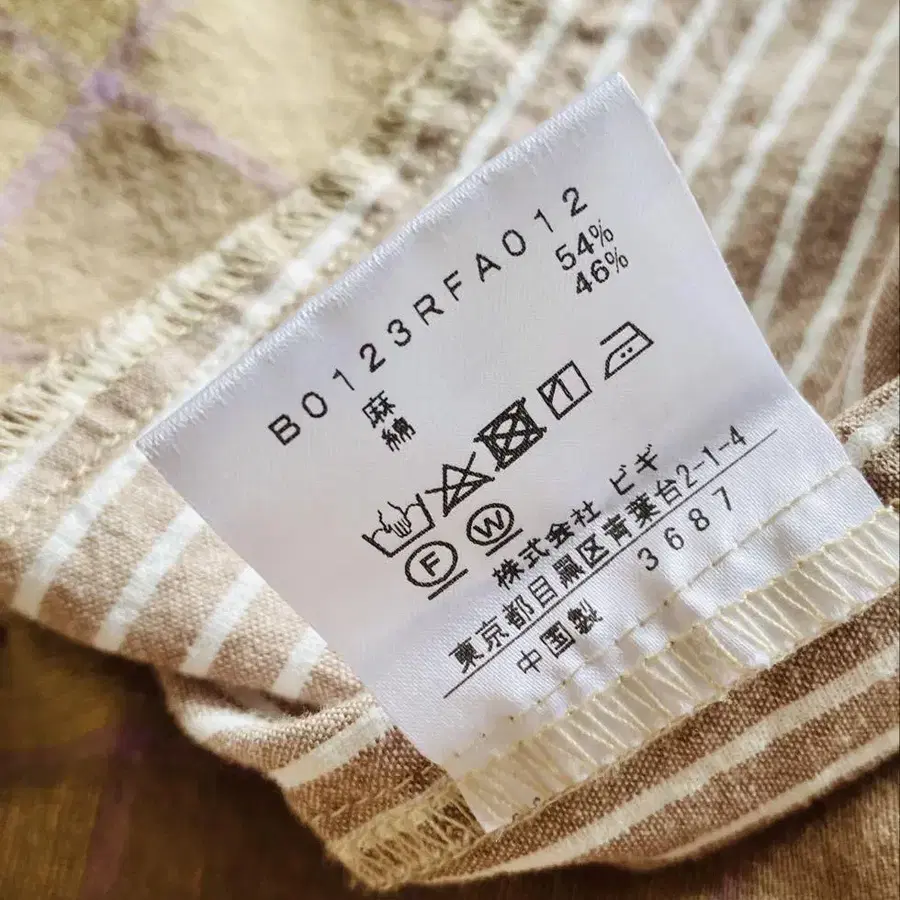 B0123RFA012
麻 54%
綿 46%
F W
株式会社 ビギ
東京都目黒区青葉台2-1-4
中国製 3687